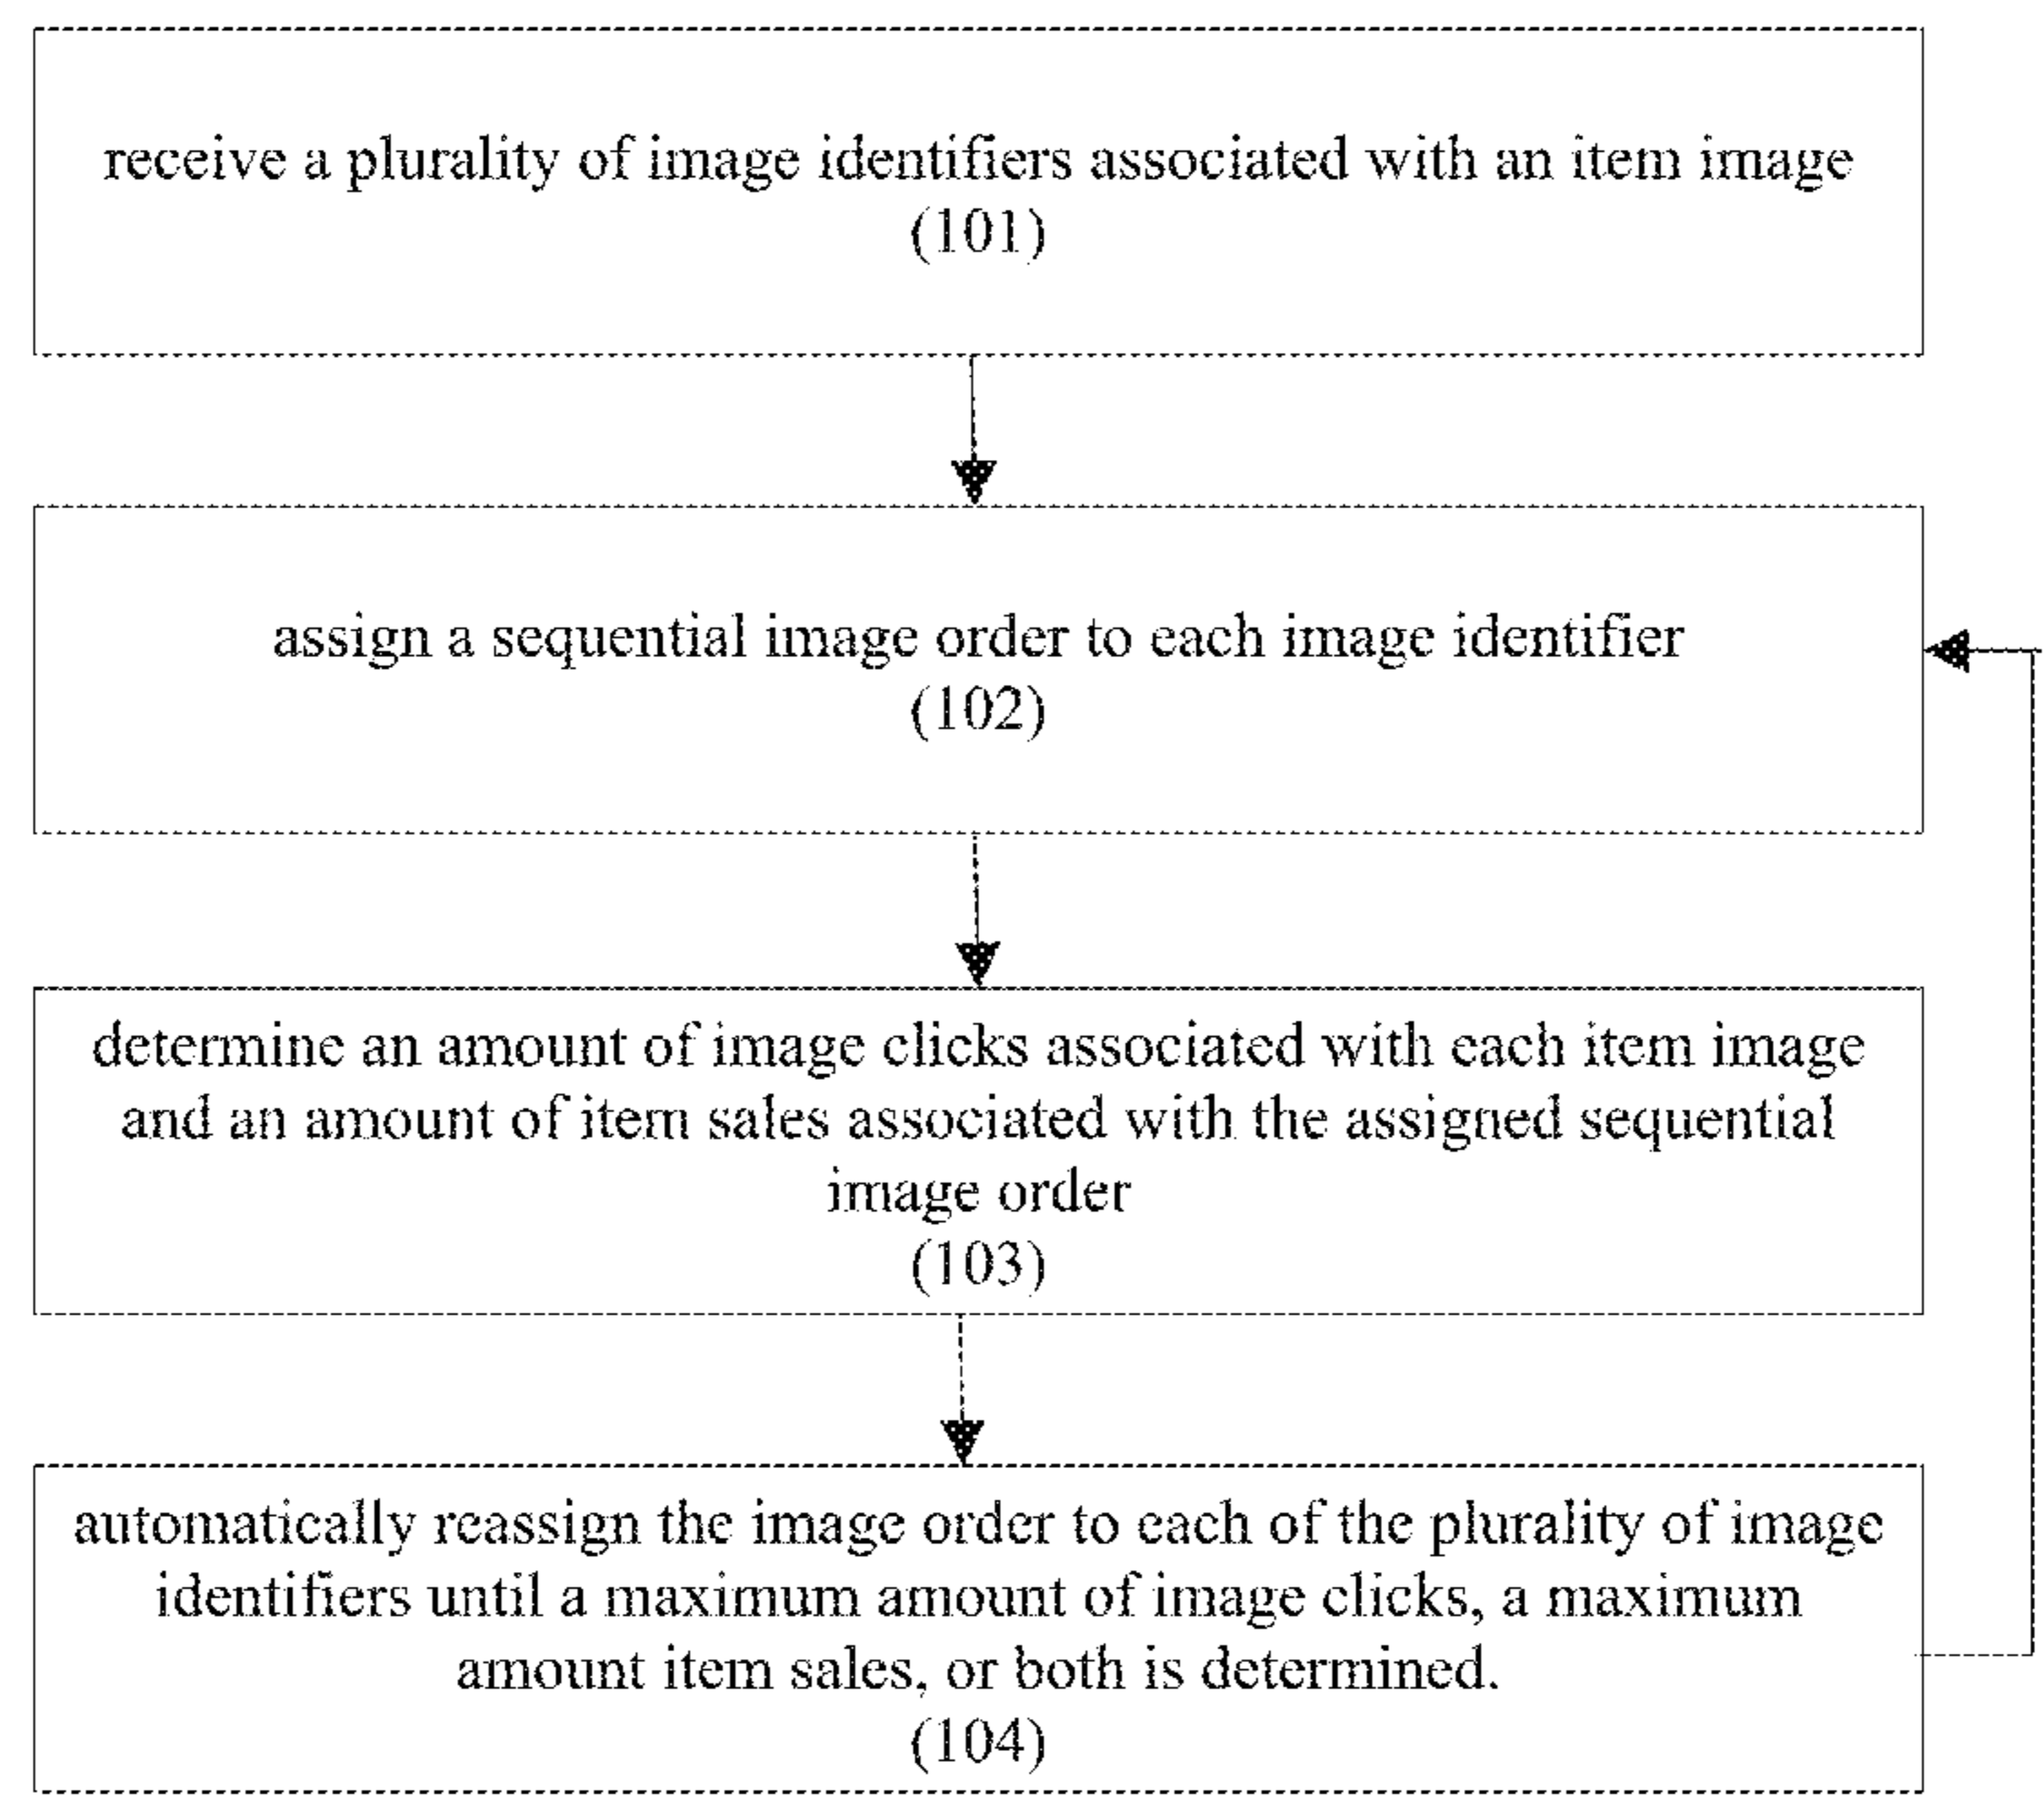 receive a plurality of image identifiers associated with an item image
(101)
assign a sequential image order to each image identifier
(102)
determine an amount of image clicks associated with each item image
and an amount of item sales associated with the assigned sequential
image order
(103)
automatically reassign the image order to each of the plurality of image
identifiers until a maximum amount of image clicks, a maximum
amount item sales, or both is determined.
(104)